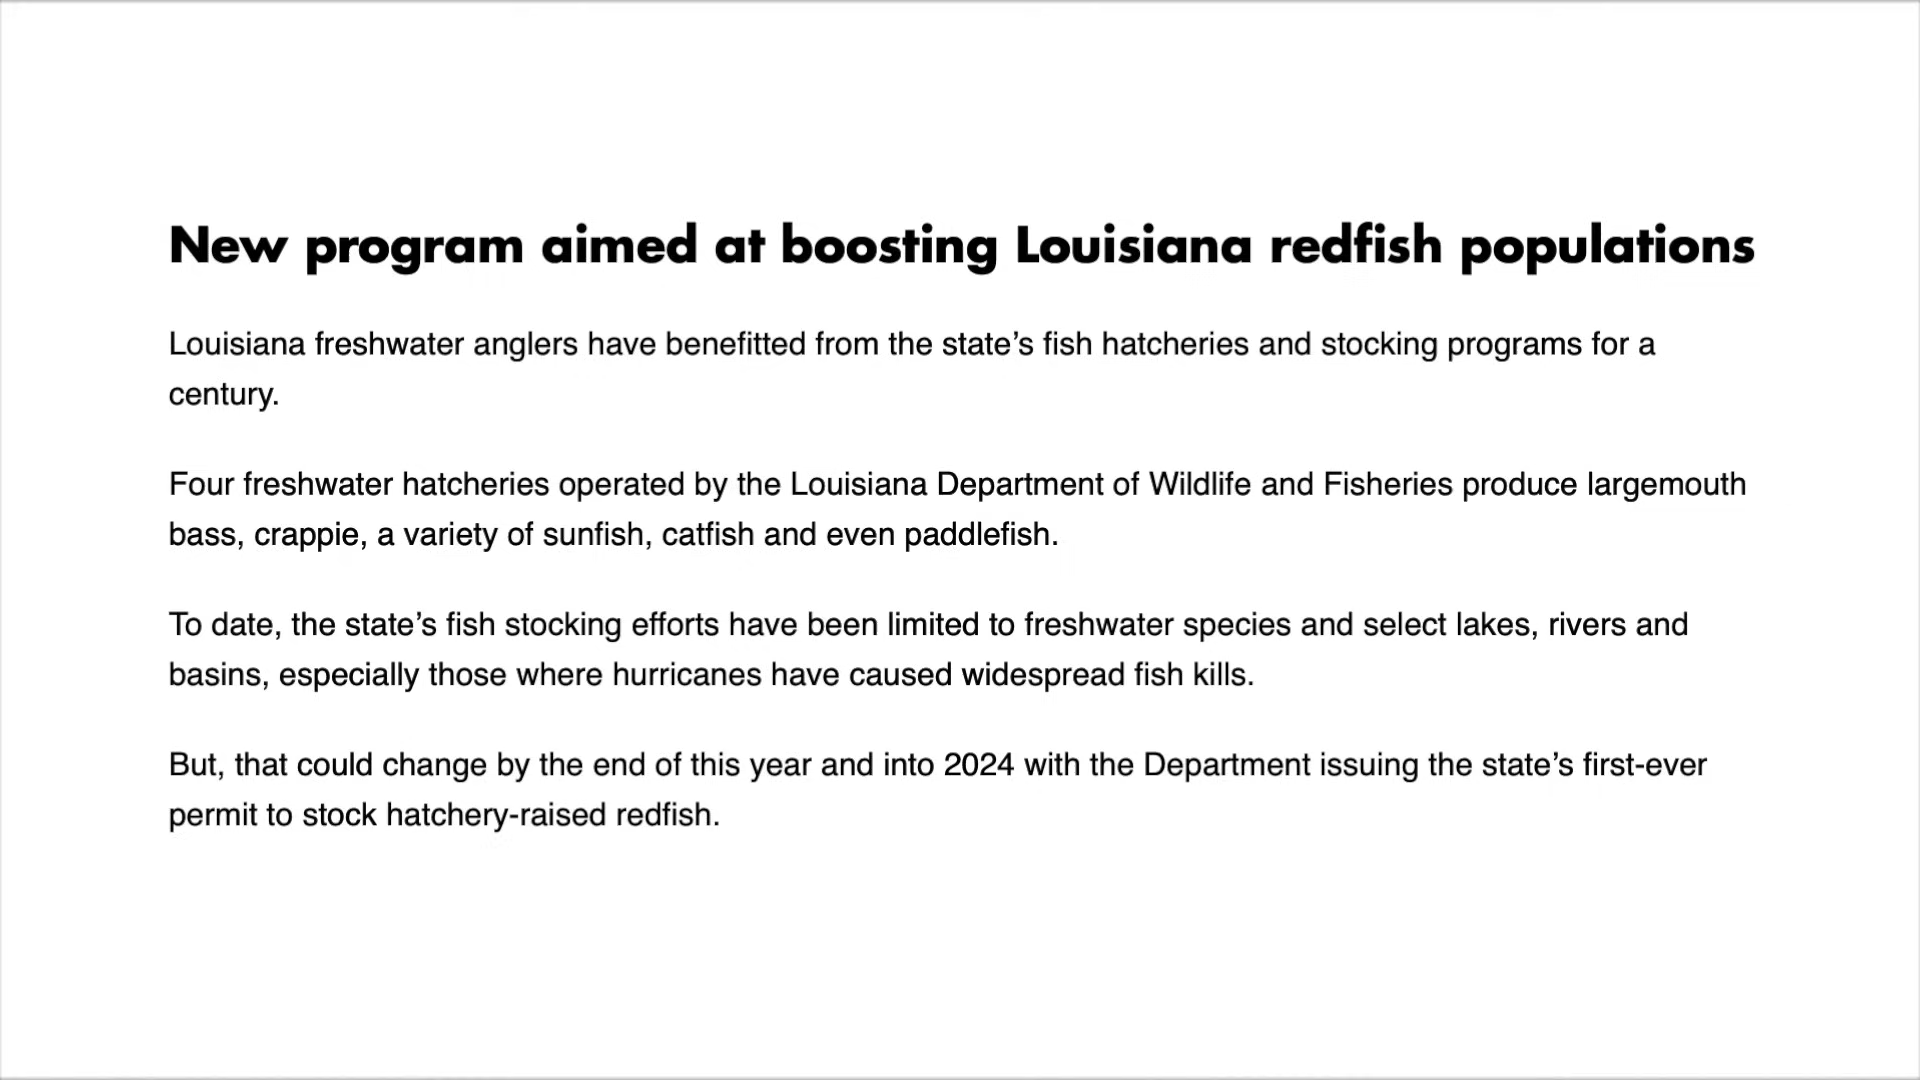 New program aimed at boosting Louisiana redfish populations
Louisiana freshwater anglers have benefitted from the state’s fish hatcheries and stocking programs for a
century.
Four freshwater hatcheries operated by the Louisiana Department of Wildlife and Fisheries produce largemouth
bass, crappie, a variety of sunfish, catfish and even paddlefish.
To date, the state’s fish stocking efforts have been limited to freshwater species and select lakes, rivers and
basins, especially those where hurricanes have caused widespread fish kills.
But, that could change by the end of this year and into 2024 with the Department issuing the state’s first-ever
permit to stock hatchery-raised redfish.